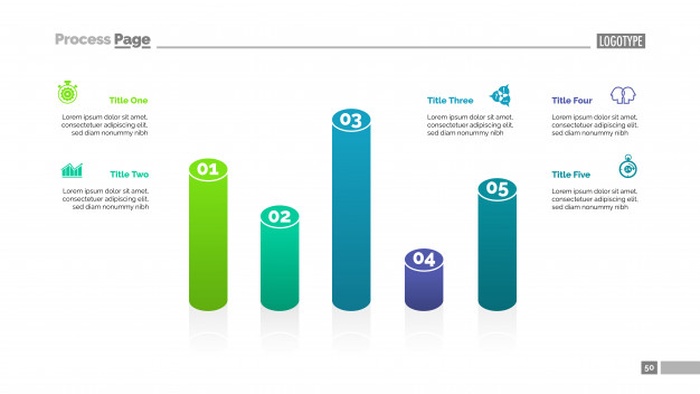 Process Page
LOGOTYPE
Title One
Lorem ipsum dolor sit amet,
consectetuer adipiscing elit,
sed diam nonummy nibh
Title Two
Lorem ipsum dolor sit amet,
consectetuer adipiscing elit,
sed diam nonummy nibh
01
02
03
04
05
Title Three
Lorem ipsum dolor sit amet,
consectetuer adipiscing elit,
sed diam nonummy nibh
Title Four
Lorem ipsum dolor sit amet,
consectetuer adipiscing elit,
sed diam nonummy nibh
Title Five
Lorem ipsum dolor sit amet,
consectetuer adipiscing elit,
sed diam nonummy nibh
50